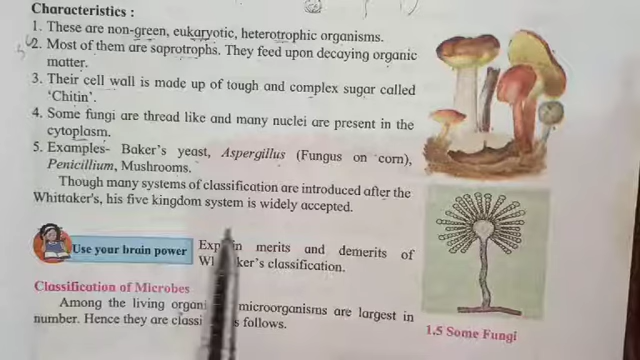 Characteristics :
1. These are non-green, eukaryotic, heterotrophic organisms.
2. Most of them are saprotrophs. They feed upon decaying organic
matter.
3. Their cell wall is made up of tough and complex sugar called
‘Chitin’.
4. Some fungi are thread like and many nuclei are present in the
cytoplasm.
5. Examples- Baker's yeast, Aspergillus (Fungus on corn),
Penicillium, Mushrooms.
Though many systems of classification are introduced after the
Whittaker's, his five kingdom system is widely accepted.
Use your brain power
merits and demerits of
classification.
Classification of Microbes
Among the living microorganisms are largest in
number. Hence they are follows.
1.5 Some Fungi